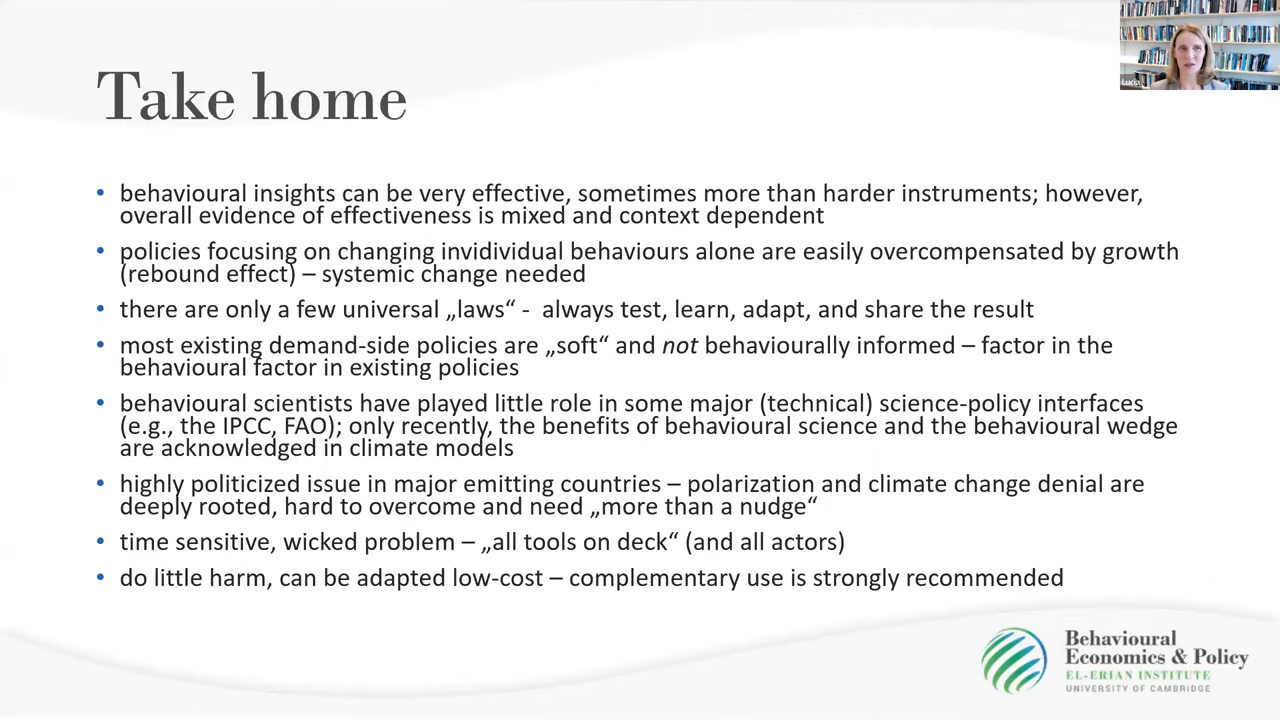 Lucia
Take home
• behavioural insights can be very effective, sometimes more than harder instruments; however,
overall evidence of effectiveness is mixed and context dependent
• policies focusing on changing invidividual behaviours alone are easily overcompensated by growth
(rebound effect) – systemic change needed
• there are only a few universal „laws“ - always test, learn, adapt, and share the result
• most existing demand-side policies are „soft“ and not behaviourally informed – factor in the
behavioural factor in existing policies
• behavioural scientists have played little role in some major (technical) science-policy interfaces
(e.g., the IPCC, FAO); only recently, the benefits of behavioural science and the behavioural wedge
are acknowledged in climate models
• highly politicized issue in major emitting countries – polarization and climate change denial are
deeply rooted, hard to overcome and need „more than a nudge“
• time sensitive, wicked problem – „all tools on deck“ (and all actors)
• do little harm, can be adapted low-cost – complementary use is strongly recommended
Behavioural
Economics & Policy
EL-ERIAN INSTITUTE
UNIVERSITY OF CAMBRIDGE